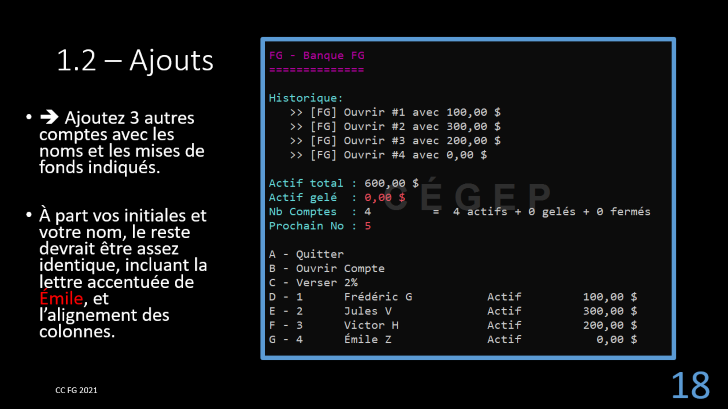 1.2 – Ajouts
• 🡺 Ajoutez 3 autres
comptes avec les
noms et les mises de
fonds indiqués.
• À part vos initiales et
votre nom, le reste
devrait être assez
identique, incluant la
lettre accentuée de
Émile, et
l’alignement des
colonnes.
CC FG 2021
FG - Banque FG
==============
Historique:
>> [FG] Ouvrir #1 avec 100,00 $
>> [FG] Ouvrir #2 avec 300,00 $
>> [FG] Ouvrir #3 avec 200,00 $
>> [FG] Ouvrir #4 avec 0,00 $
Actif total : 600,00 $
Actif gelé : 0,00 $
Nb Comptes : 4 = 4 actifs + 0 gelés + 0 fermés
Prochain No : 5
CÉGEP
A - Quitter
B - Ouvrir Compte
C - Verser 2%
D - 1 Frédéric G Actif 100,00 $
E - 2 Jules V Actif 300,00 $
F - 3 Victor H Actif 200,00 $
G - 4 Émile Z Actif 0,00 $
18